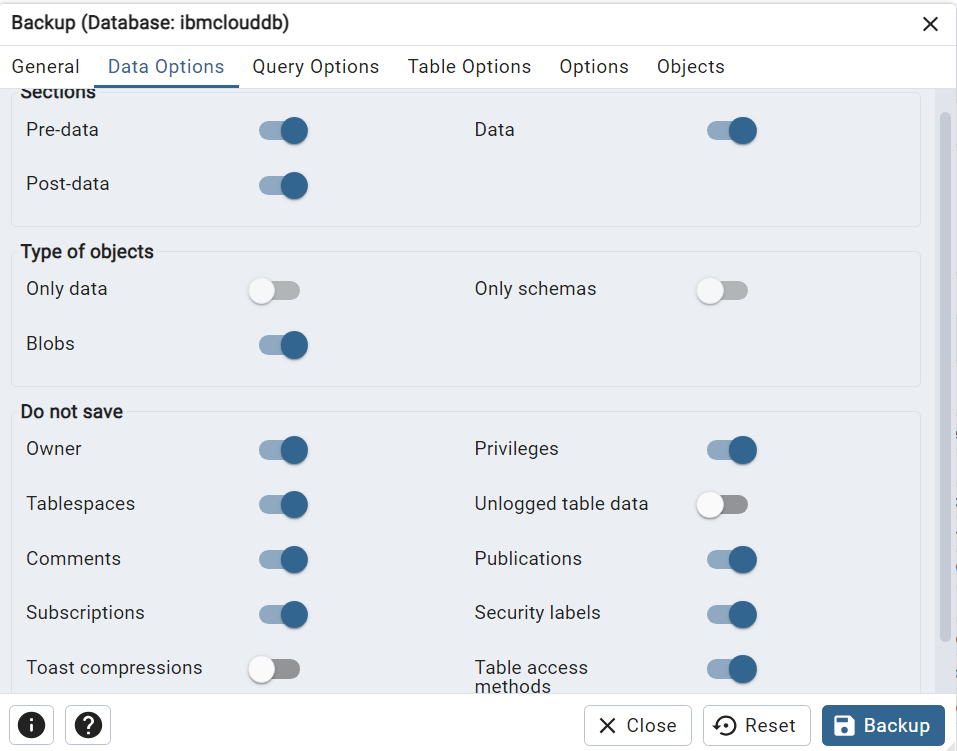 Backup (Database: ibmclouddb)
General Data Options Query Options Table Options Options Objects
Sections
Pre-data Data
Post-data
Type of objects
Only data Only schemas
Blobs
Do not save
Owner Privileges
Tablespaces Unlogged table data
Comments Publications
Subscriptions Security labels
Toast compressions Table access
methods
Close Reset Backup